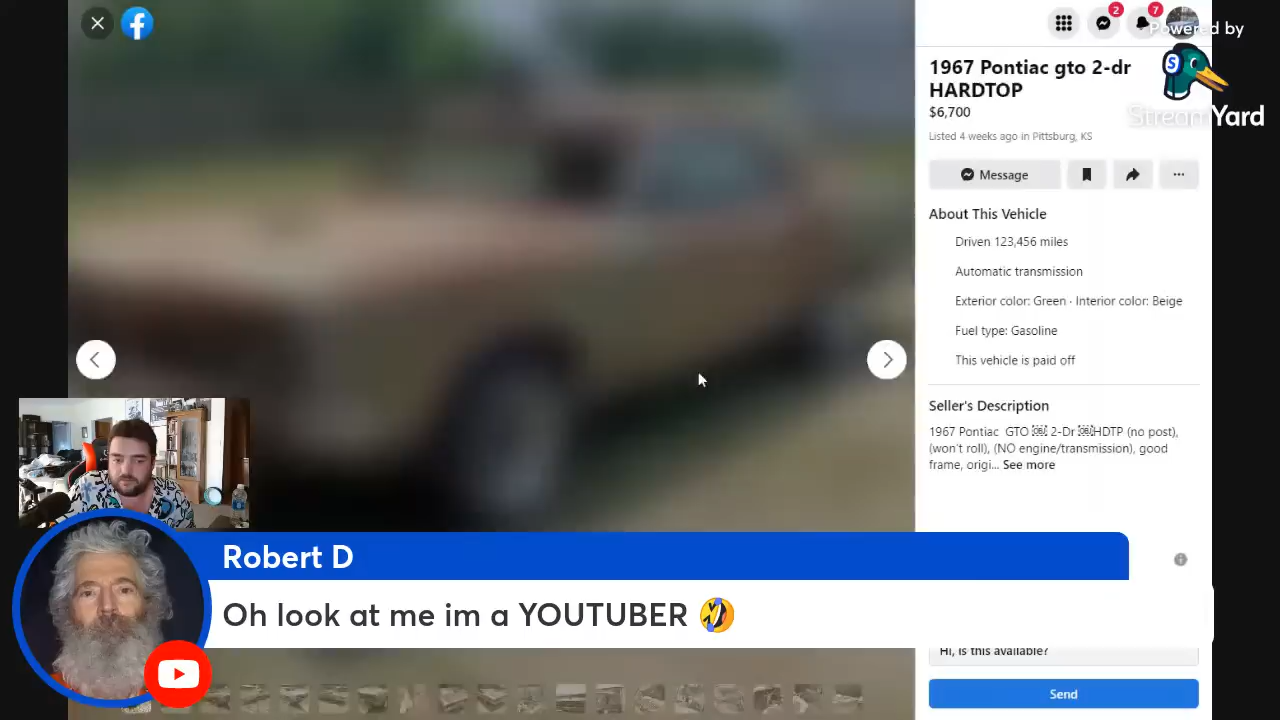 Powered by
StreamYard
2
7
1967 Pontiac gto 2-dr
HARDTOP
$6,700
Listed 4 weeks ago in Pittsburg, KS
Message
About This Vehicle
Driven 123,456 miles
Automatic transmission
Exterior color: Green · Interior color: Beige
Fuel type: Gasoline
This vehicle is paid off
Seller's Description
1967 Pontiac GTO ￼ 2-Dr ￼HDTP (no post),
(won't roll), (NO engine/transmission), good
frame, origi... See more
Robert D
Oh look at me im a YOUTUBER 🤣
Hi, is this available?
Send